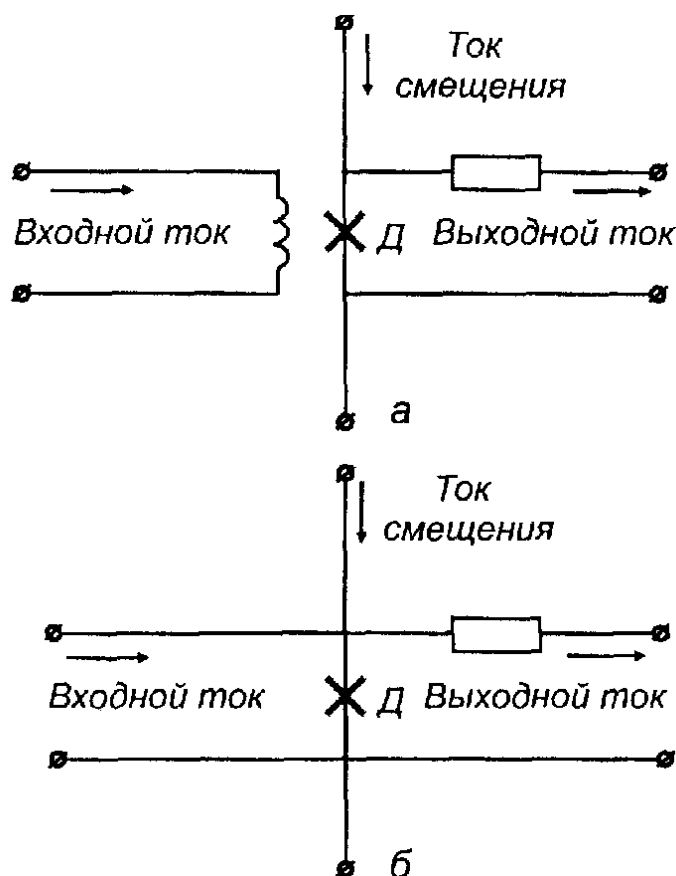 Ток
смещения
Входной ток
Д
Выходной ток
а
Ток
смещения
Входной ток
Д
Выходной ток
б